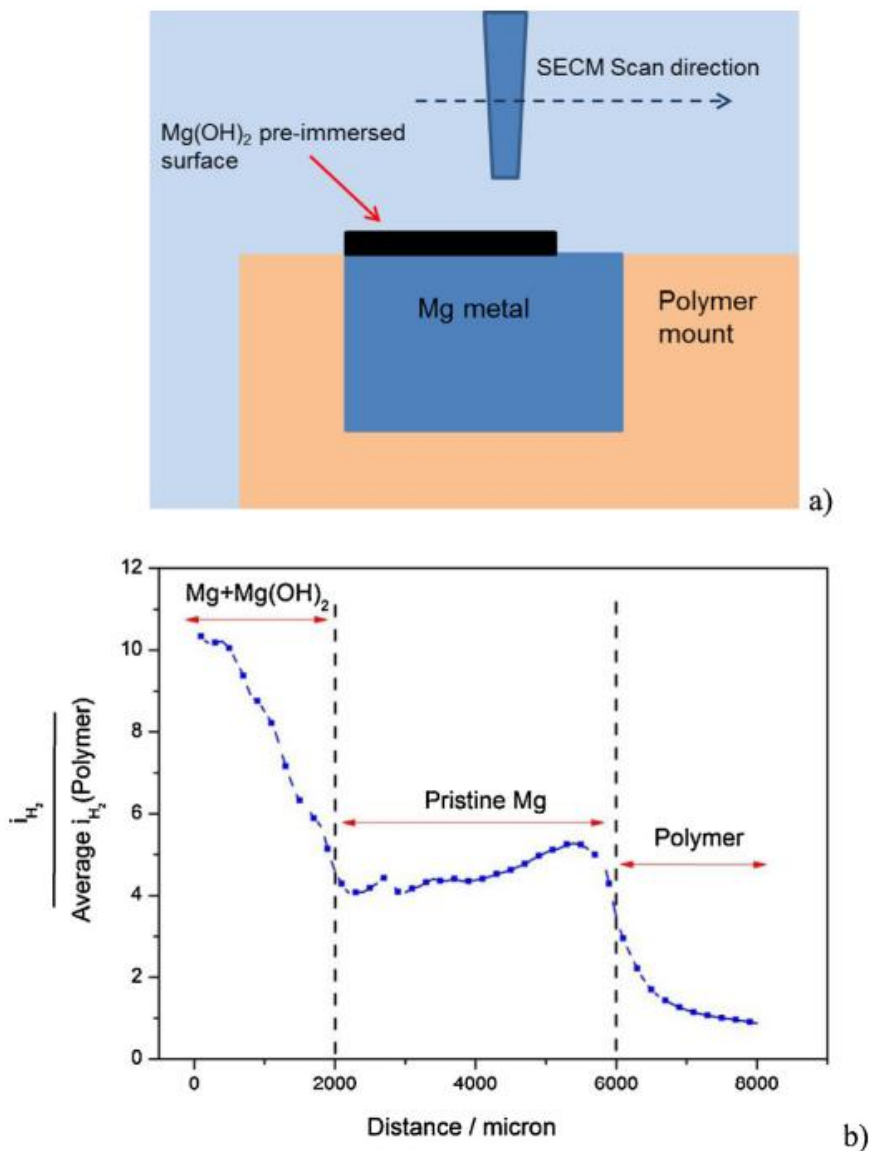 SECM Scan direction
Mg(OH)2 pre-immersed
surface
Mg metal
Polymer
mount
a)
12
10
8
6
4
2
0
iH2
Average iH2(Polymer)
Mg+Mg(OH)2
Pristine Mg
Polymer
0
2000
4000
6000
8000
Distance / micron
b)